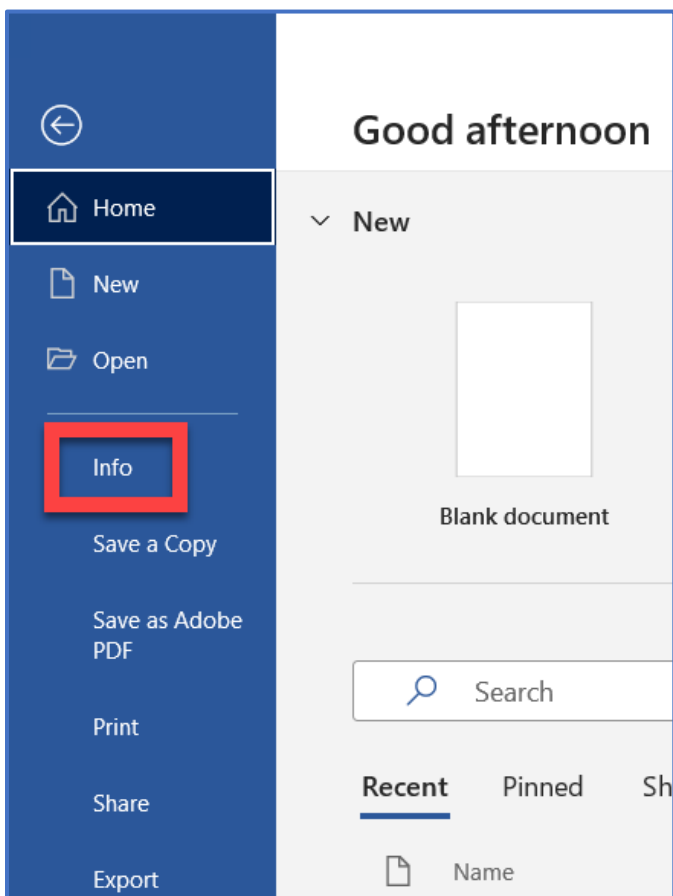 Good afternoon
Home
New
Open
Info
Save a Copy
Save as Adobe
PDF
Print
Share
Export
New
Blank document
Search
Recent Pinned Sh
Name